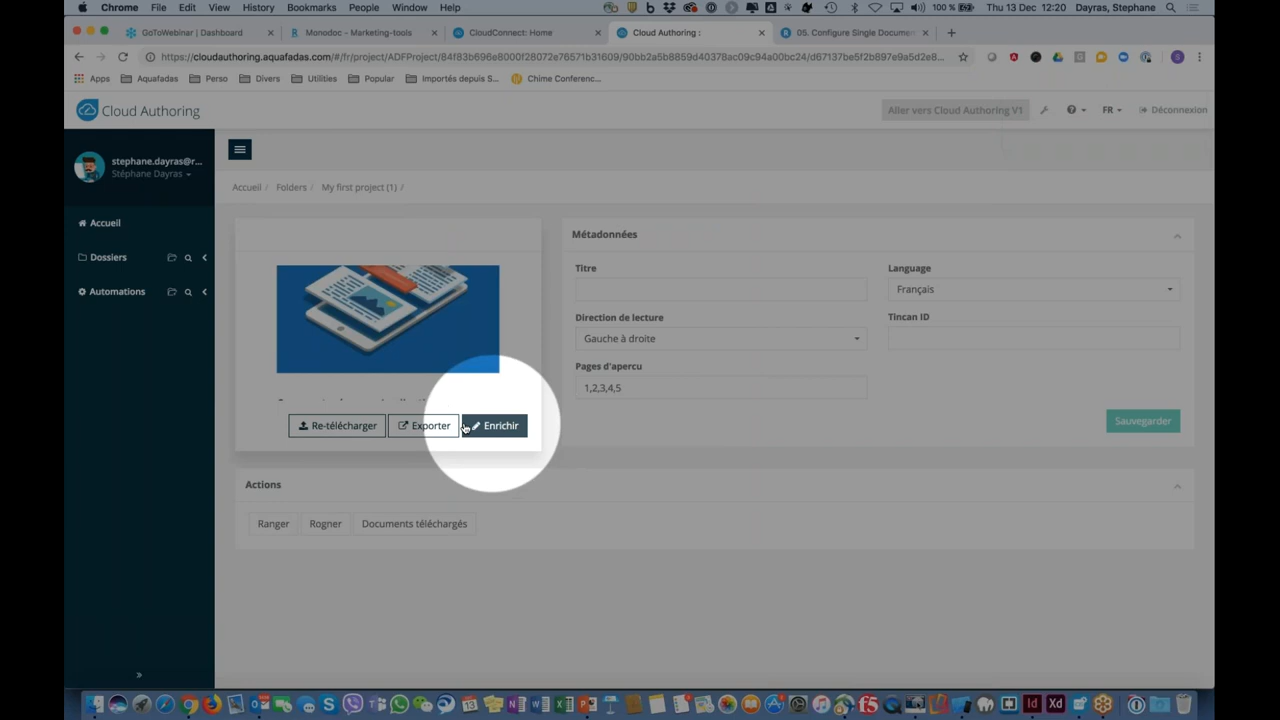 Chrome File Edit View History Bookmarks People Window Help 100 % Thu 13 Dec 12:20 Dayras, Stephane
GoToWebinar | Dashboard Monodoc - Marketing-tools CloudConnect: Home Cloud Authoring : 05. Configure Single Documen
https://cloudauthoring.aquafadas.com/#/fr/project/ADFProject/84f83b696e8000f28072e76571b31609/90bb2a5b8859d40378ac09c94a00bc24/d67137be5f2b897e9a5d2e8...
Apps Aquafadas Perso Divers Utilities Popular Importés depuis S... Chime Conferenc...
Cloud Authoring Aller vers Cloud Authoring V1 FR Déconnexion
stephane.dayras@r...
Stéphane Dayras
Accueil / Folders / My first project (1) /
Accueil
Dossiers
Automations
Métadonnées
Titre Language
Français
Direction de lecture Tincan ID
Gauche à droite
Pages d'apercu
1,2,3,4,5
Re-télécharger Exporter Enrichir
Sauvegarder
Actions
Ranger Rogner Documents téléchargés